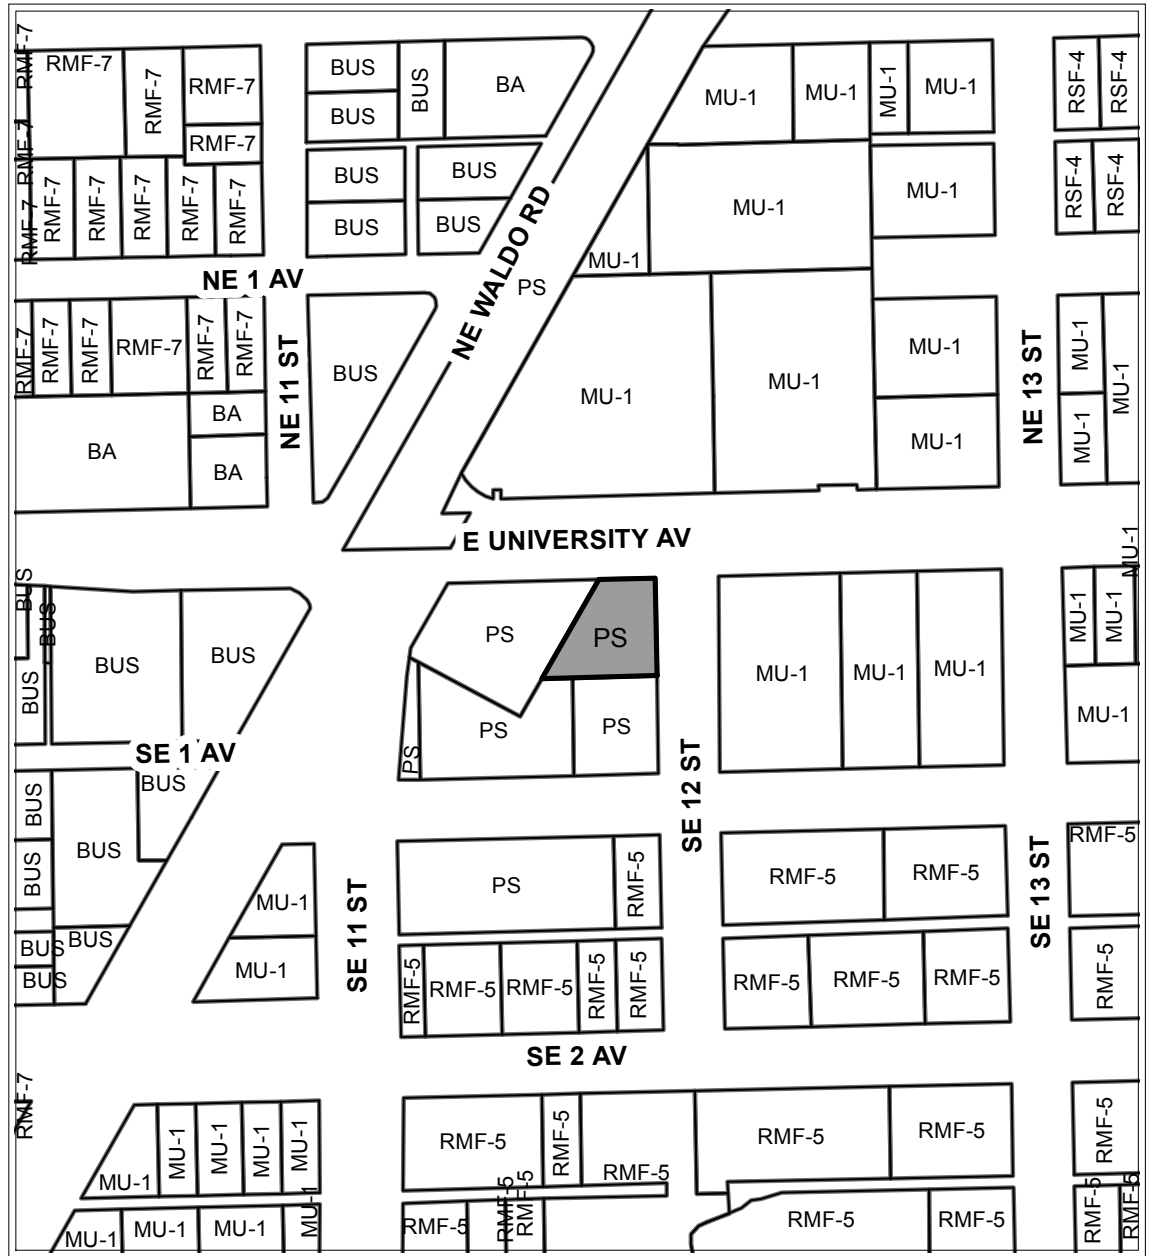 RMF-7
RMF-7
RMF-7
RMF-7
BUS
BUS
BA
MU-1
MU-1
MU-1
MU-1
RSF-4
RSF-4
BUS
RMF-7
RMF-7
BUS
BUS
MU-1
RSF-4
RSF-4
RMF-7
RMF-7
RMF-7
RMF-7
RMF-7
RMF-7
BUS
BUS
MU-1
MU-1
NE 1 AV
PS
NE WALDO RD
RMF-7
RMF-7
RMF-7
RMF-7
RMF-7
RMF-7
NE 11 ST
BUS
MU-1
MU-1
MU-1
NE 13 ST
MU-1
MU-1
BA
BA
BA
MU-1
MU-1
E UNIVERSITY AV
MU-1
BUS
BUS
BUS
BUS
BUS
PS
PS
MU-1
MU-1
MU-1
MU-1
MU-1
MU-1
PS
PS
PS
SE 1 AV
BUS
BUS
BUS
BUS
SE 12 ST
RMF-5
PS
RMF-5
RMF-5
RMF-5
SE 13 ST
MU-1
SE 11 ST
BUS
BUS
BUS
MU-1
RMF-5
RMF-5
RMF-5
RMF-5
RMF-5
RMF-5
RMF-5
RMF-5
RMF-5
SE 2 AV
RMF-7
MU-1
MU-1
MU-1
MU-1
MU-1
RMF-5
RMF-5
RMF-5
RMF-5
RMF-5
RMF-5
MU-1
MU-1
MU-1
MU-1
RMF-5
RMF-5
RMF-5
RMF-5
RMF-5
RMF-5
RMF-5